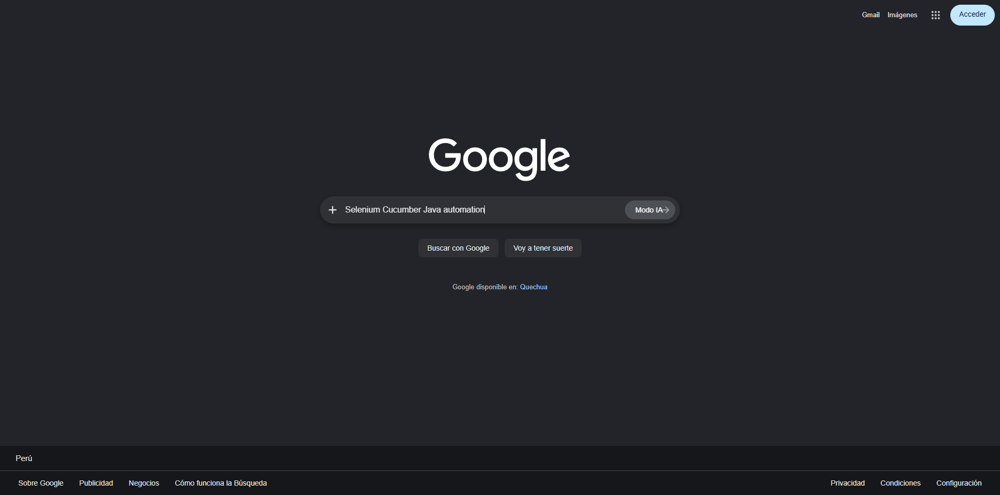 Gmail Imágenes Acceder
Google
Selenium Cucumber Java automation Modo IA
Buscar con Google Voy a tener suerte
Google disponible en: Quechua
Perú
Sobre Google Publicidad Negocios Cómo funciona la Búsqueda Privacidad Condiciones Configuración